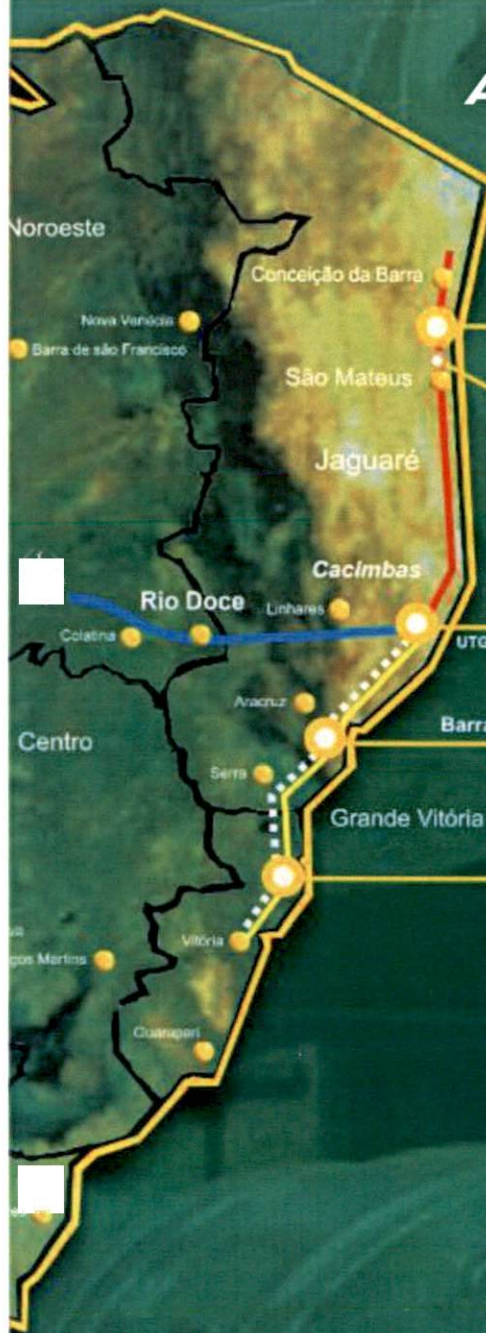 A
Noroeste
Conceição da Barra
Nova Venécia
Barra de são Francisco
São Mateus
Jaguaré
Cacimbas
Rio Doce
Linhares
Colatina
UTG
Aracruz
Barra
Centro
Serra
Grande Vitória
Vitória
Martins
Guarapari